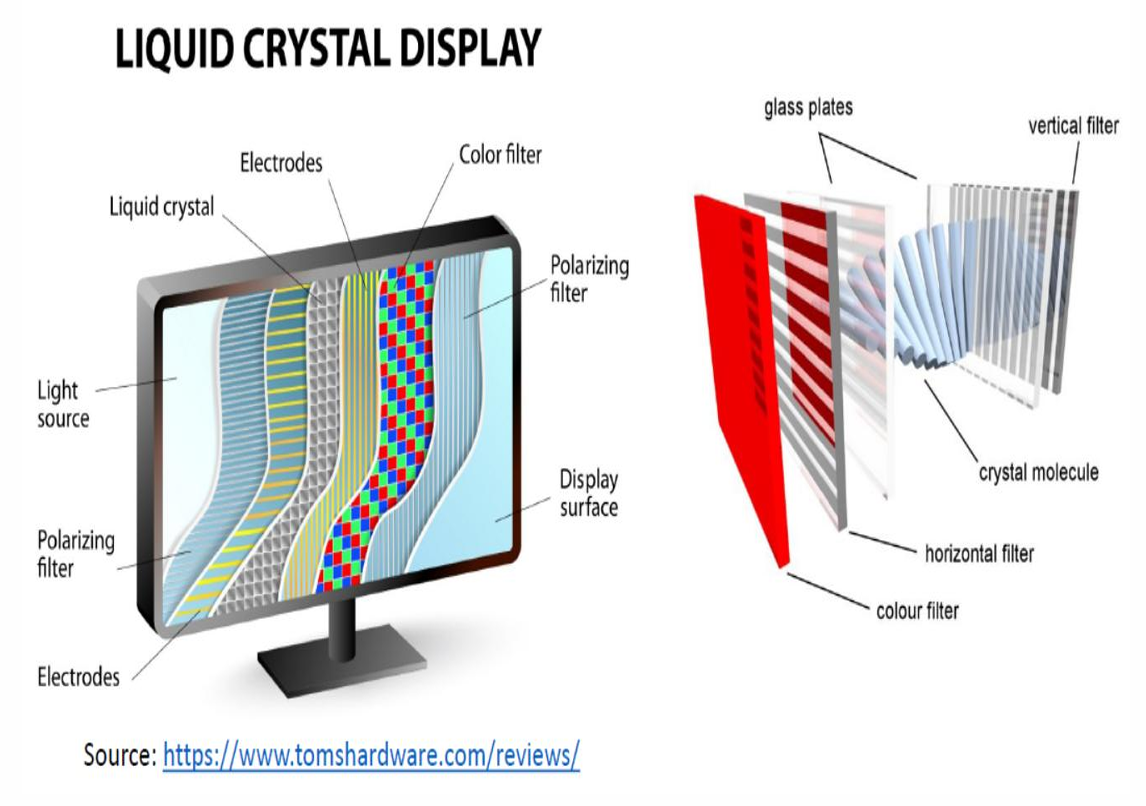 LIQUID CRYSTAL DISPLAY
Electrodes
Color filter
Liquid crystal
Polarizing
filter
Light
source
Display
surface
Polarizing
filter
Electrodes
glass plates
vertical filter
crystal molecule
horizontal filter
colour filter
Source: https://www.tomshardware.com/reviews/